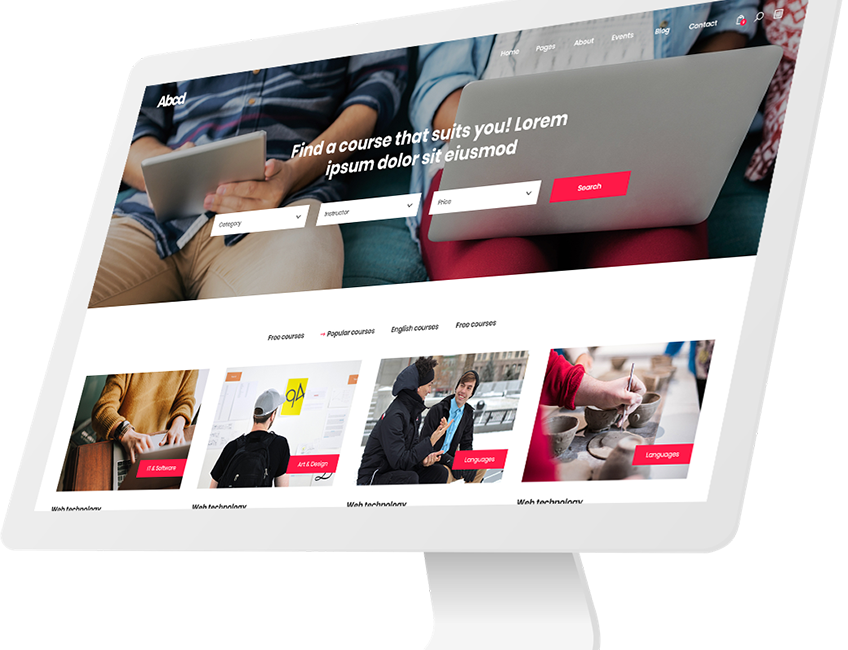 Home Pages About Events Blog Contact
Abcd
Find a course that suits you! Lorem
ipsum dolor sit eiusmod
Category Instructor Price Search
Free courses Popular courses English courses Free courses
94
IT & Software Art & Design Languages Languages
Web technology Web technology Web technology Web technology